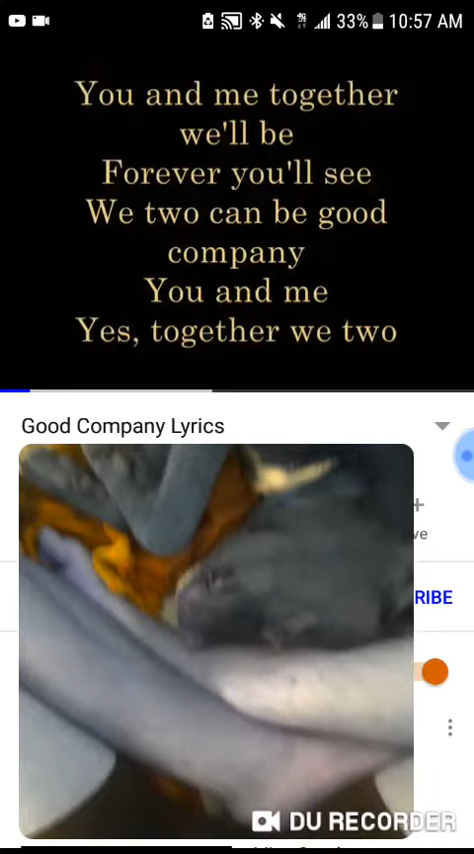 33% 10:57 AM
You and me together
we'll be
Forever you'll see
We two can be good
company
You and me
Yes, together we two
Good Company Lyrics
ve
RIBE
DU RECORDER